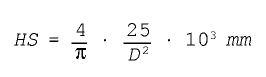 HS = 4/π · 25/D² · 10³ mm